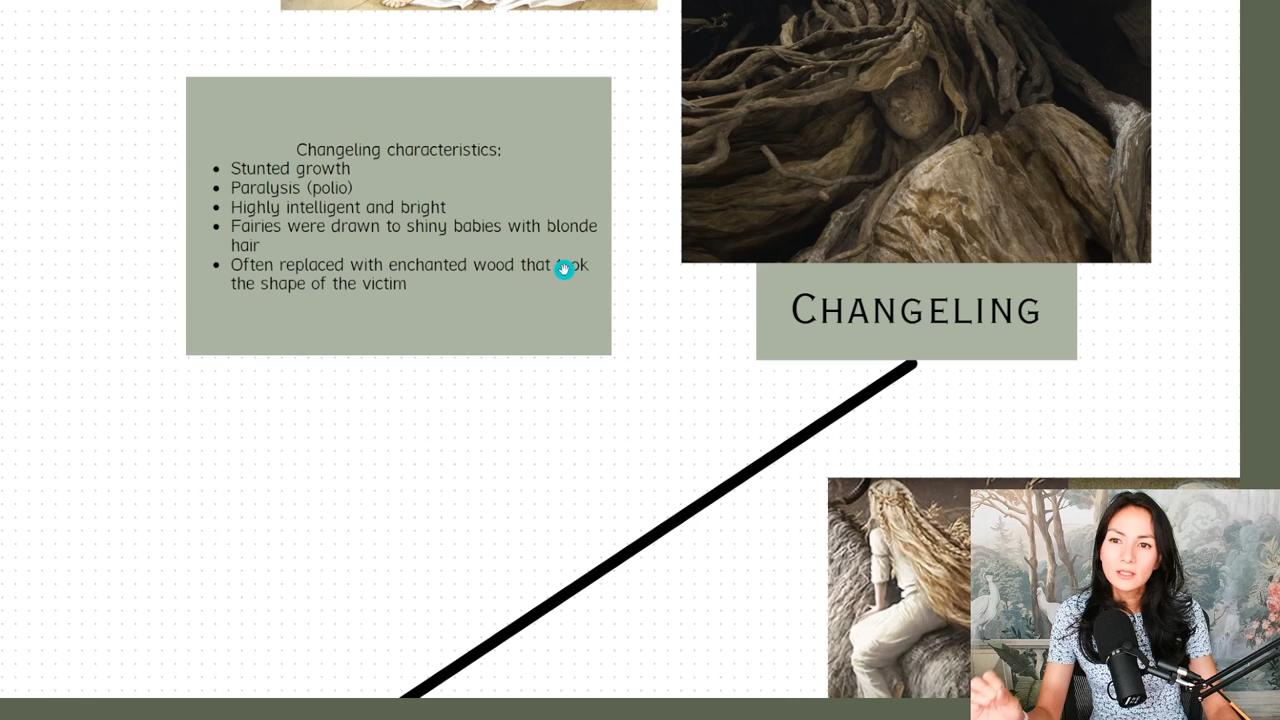 Changeling characteristics:
• Stunted growth
• Paralysis (polio)
• Highly intelligent and bright
• Fairies were drawn to shiny babies with blonde
hair
• Often replaced with enchanted wood that took
the shape of the victim
CHANGELING